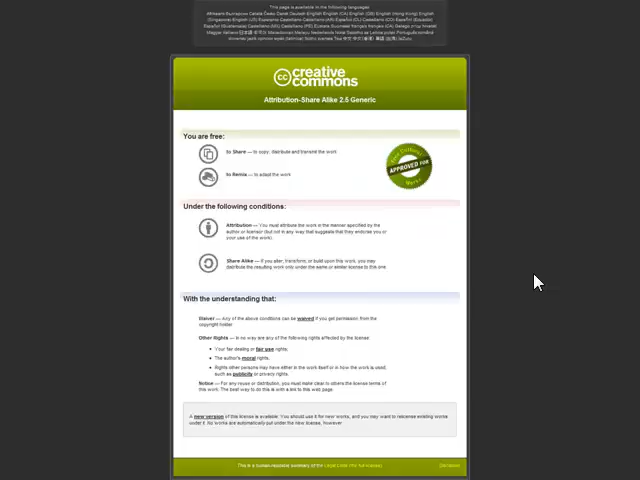 This page is available in the following languages:
creative
commons
Attribution-Share Alike 2.5 Generic
You are free:
to Share — to copy, distribute and transmit the work
to Remix — to adapt the work
APPROVED FOR
Under the following conditions:
Attribution — You must attribute the work in the manner specified by the
author or licensor (but not in any way that suggests that they endorse you or
your use of the work).
Share Alike — If you alter, transform, or build upon this work, you may
distribute the resulting work only under the same or similar license to this one
With the understanding that:
Waiver — Any of the above conditions can be waived if you get permission from the
copyright holder
Other Rights — In no way are any of the following rights affected by the license:
• Your fair dealing or fair use rights;
• The author's moral rights;
• Rights other persons may have either in the work itself or in how the work is used,
such as publicity or privacy rights.
Notice — For any reuse or distribution, you must make clear to others the license terms of
this work. The best way to do this is with a link to this web page.
A new version of this license is available. You should use it for new works, and you may want to relicense existing works
under it. No works are automatically put under the new license, however
This is a human-readable summary of the Legal Code (the full license).
Disclaimer